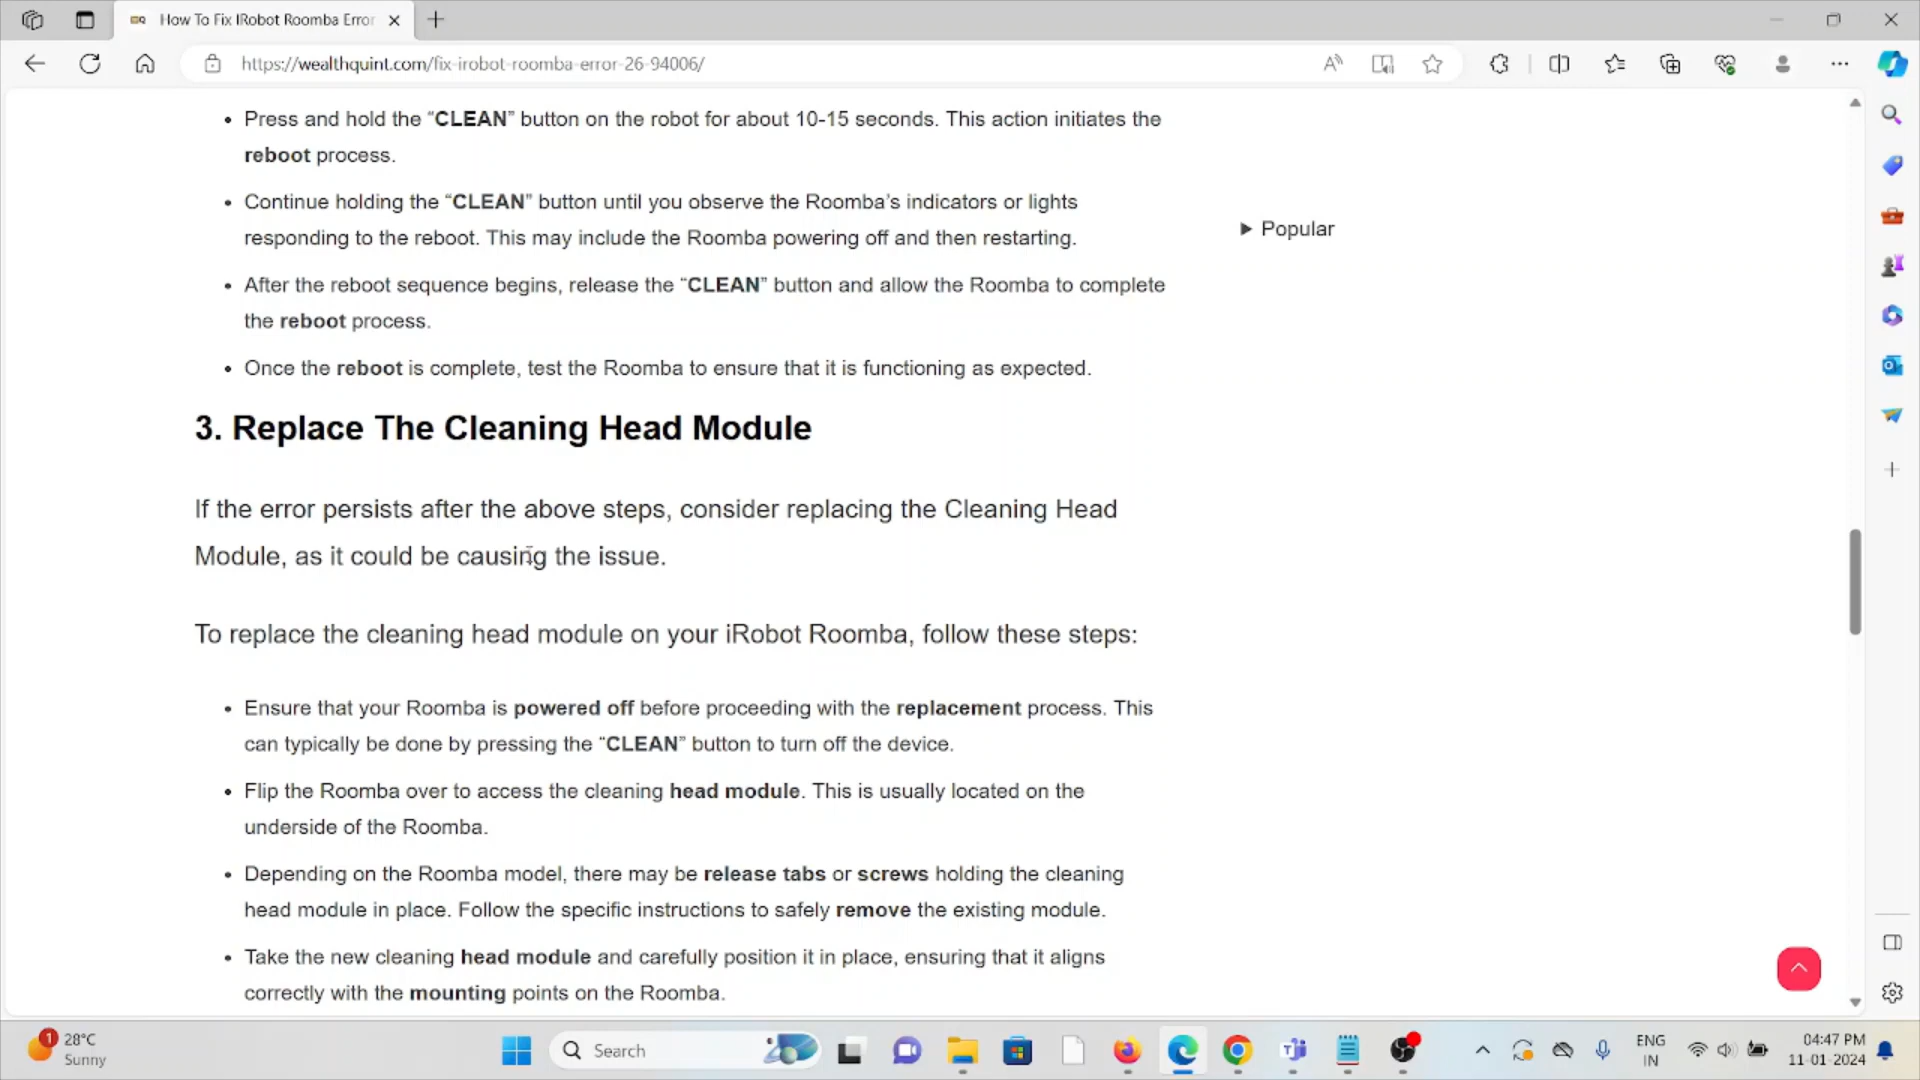 How To Fix IRobot Roomba Error
https://wealthquint.com/fix-irobot-roomba-error-26-94006/
• Press and hold the “CLEAN” button on the robot for about 10-15 seconds. This action initiates the
reboot process.
• Continue holding the “CLEAN” button until you observe the Roomba’s indicators or lights
responding to the reboot. This may include the Roomba powering off and then restarting.
▶ Popular
• After the reboot sequence begins, release the “CLEAN” button and allow the Roomba to complete
the reboot process.
• Once the reboot is complete, test the Roomba to ensure that it is functioning as expected.
3. Replace The Cleaning Head Module
If the error persists after the above steps, consider replacing the Cleaning Head
Module, as it could be causing the issue.
To replace the cleaning head module on your iRobot Roomba, follow these steps:
• Ensure that your Roomba is powered off before proceeding with the replacement process. This
can typically be done by pressing the “CLEAN” button to turn off the device.
• Flip the Roomba over to access the cleaning head module. This is usually located on the
underside of the Roomba.
• Depending on the Roomba model, there may be release tabs or screws holding the cleaning
head module in place. Follow the specific instructions to safely remove the existing module.
• Take the new cleaning head module and carefully position it in place, ensuring that it aligns
correctly with the mounting points on the Roomba.
1
28°C
Sunny
Search
ENG
IN
04:47 PM
11-01-2024